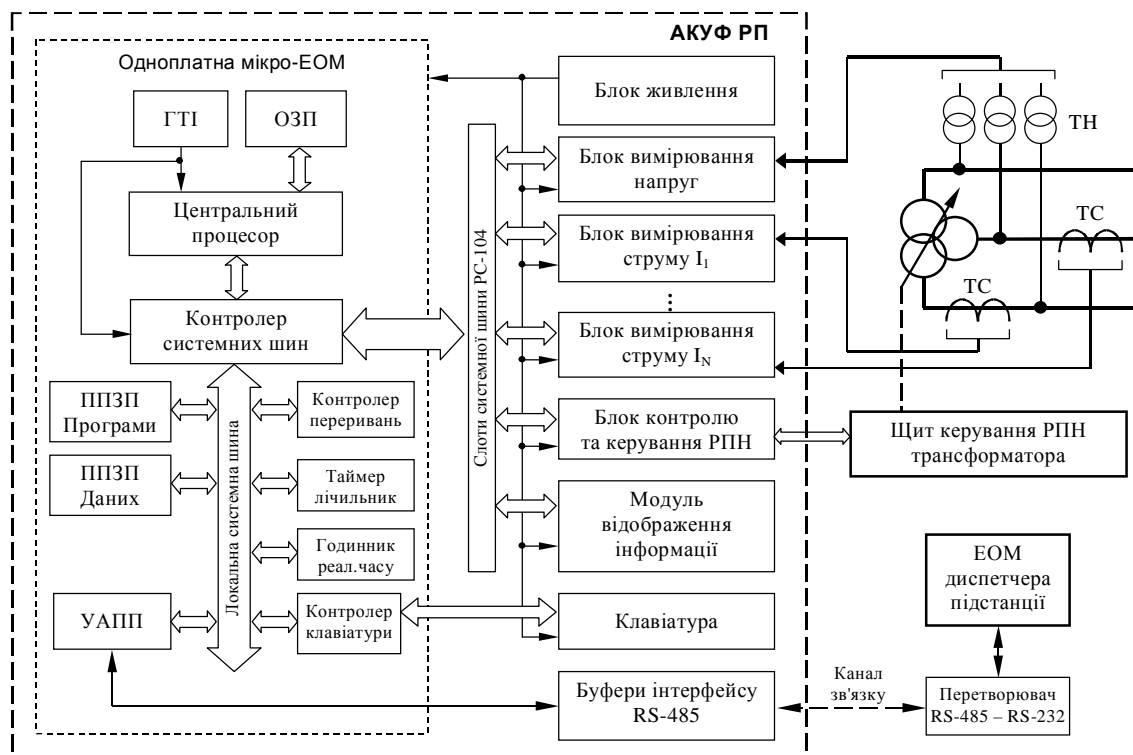 АКУФ РП
Одноплатна мікро-ЕОМ
ГТІ
ОЗП
Центральний
процесор
Контролер
системних шин
ППЗП
Програми
ППЗП
Даних
УАПП
Локальна системна шина
Контролер
переривань
Таймер
лічильник
Годинник
реал.часу
Контролер
клавіатури
Слоти системної шини РС-104
Блок живлення
Блок вимірювання
напруг
Блок вимірювання
струму I1
...
Блок вимірювання
струму IN
Блок контролю
та керування РПН
Модуль
відображення
інформації
Клавіатура
Буфери інтерфейсу
RS-485
ТН
ТС
ТС
Щит керування РПН
трансформатора
ЕОМ
диспетчера
підстанції
Канал
зв'язку
Перетворювач
RS-485 – RS-232